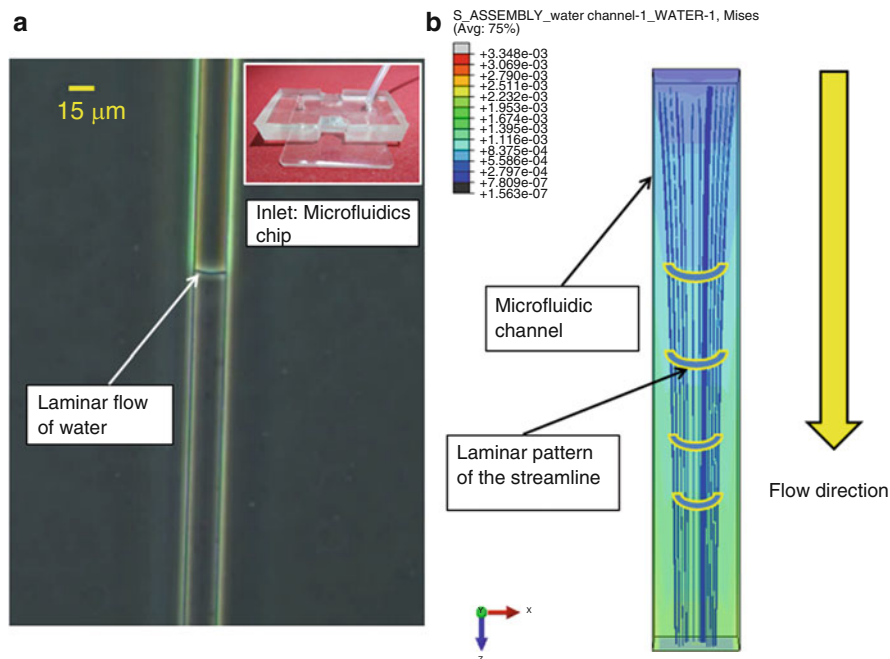 a
15 μm
Inlet: Microfluidics
chip
Laminar flow
of water
b
S_ASSEMBLY_water channel-1_WATER-1, Mises
(Avg: 75%)
+3.348e-03
+3.069e-03
+2.790e-03
+2.511e-03
+2.232e-03
+1.953e-03
+1.674e-03
+1.395e-03
+1.116e-03
+8.375e-04
+5.586e-04
+2.797e-04
+7.809e-07
+1.563e-07
Microfluidic
channel
Laminar pattern
of the streamline
Flow direction
Y
X
Z